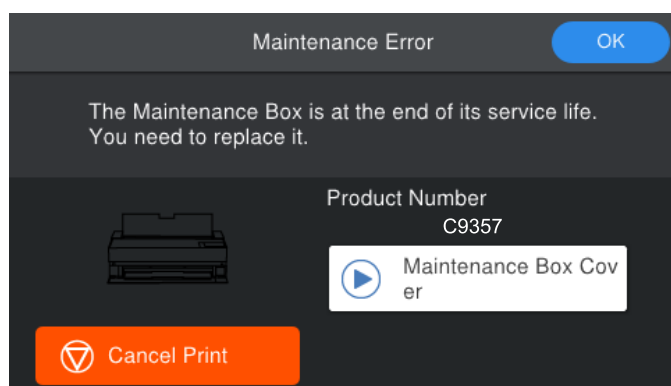 Maintenance Error
OK
The Maintenance Box is at the end of its service life.
You need to replace it.
Product Number
C9357
Maintenance Box Cov
er
Cancel Print